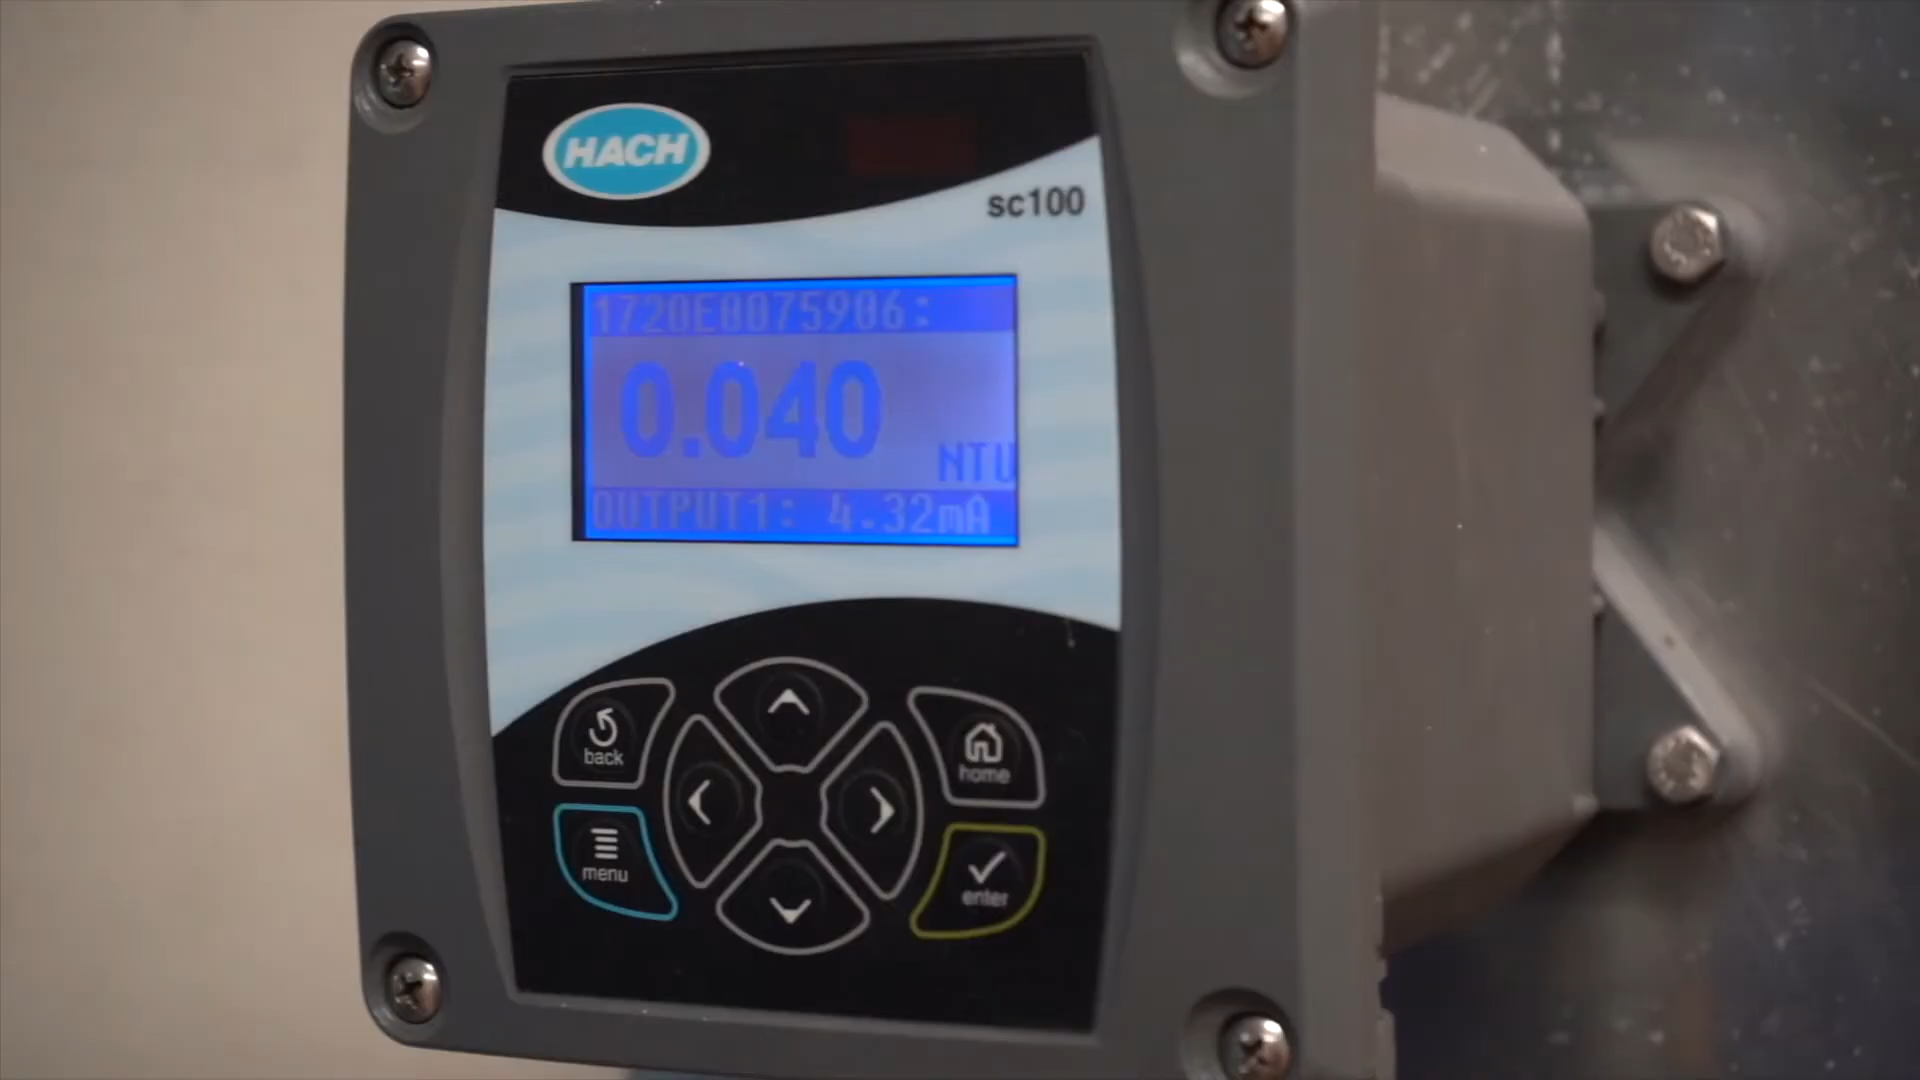 HACH
sc100
1720E0075906:
0.040
NTU
OUTPUT1: 4.32mA
back
home
menu
enter